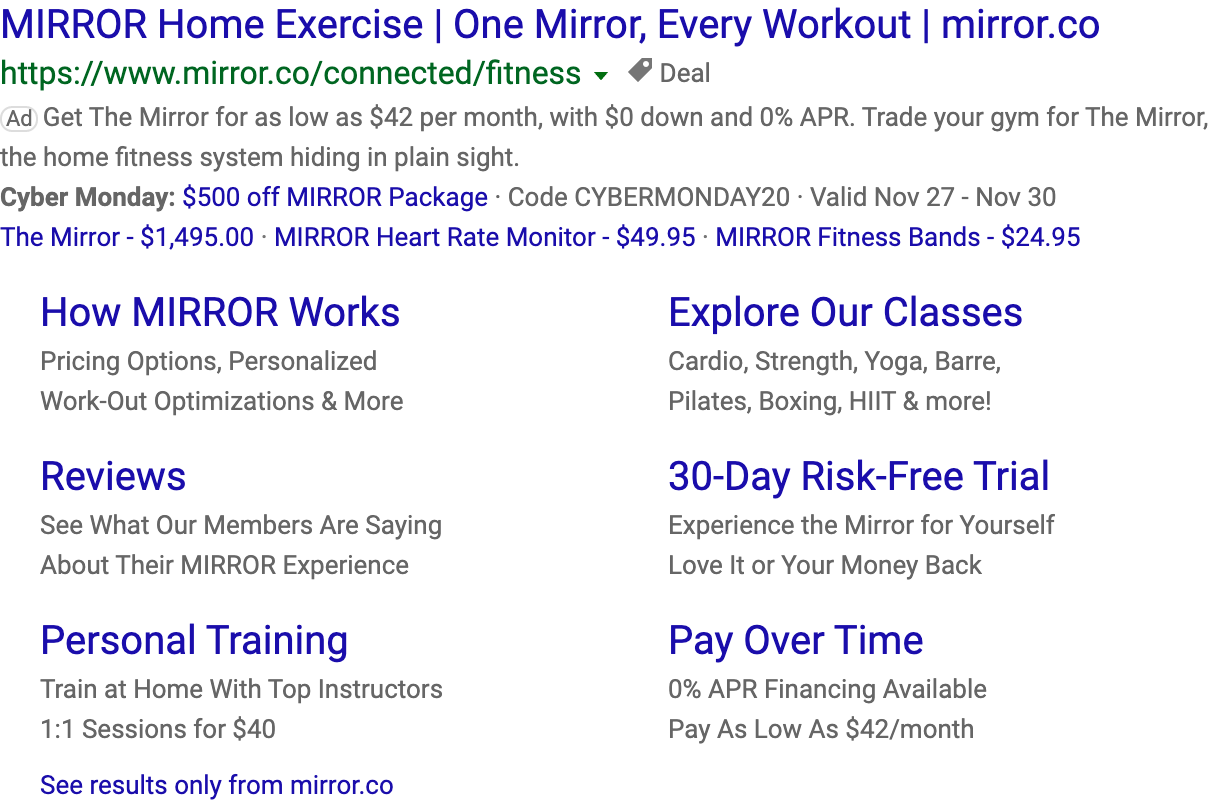 MIRROR Home Exercise | One Mirror, Every Workout | mirror.co
https://www.mirror.co/connected/fitness Deal
Ad Get The Mirror for as low as $42 per month, with $0 down and 0% APR. Trade your gym for The Mirror,
the home fitness system hiding in plain sight.
Cyber Monday: $500 off MIRROR Package · Code CYBERMONDAY20 · Valid Nov 27 - Nov 30
The Mirror - $1,495.00 · MIRROR Heart Rate Monitor - $49.95 · MIRROR Fitness Bands - $24.95
How MIRROR Works
Pricing Options, Personalized
Work-Out Optimizations & More
Explore Our Classes
Cardio, Strength, Yoga, Barre,
Pilates, Boxing, HIIT & more!
Reviews
See What Our Members Are Saying
About Their MIRROR Experience
30-Day Risk-Free Trial
Experience the Mirror for Yourself
Love It or Your Money Back
Personal Training
Train at Home With Top Instructors
1:1 Sessions for $40
Pay Over Time
0% APR Financing Available
Pay As Low As $42/month
See results only from mirror.co